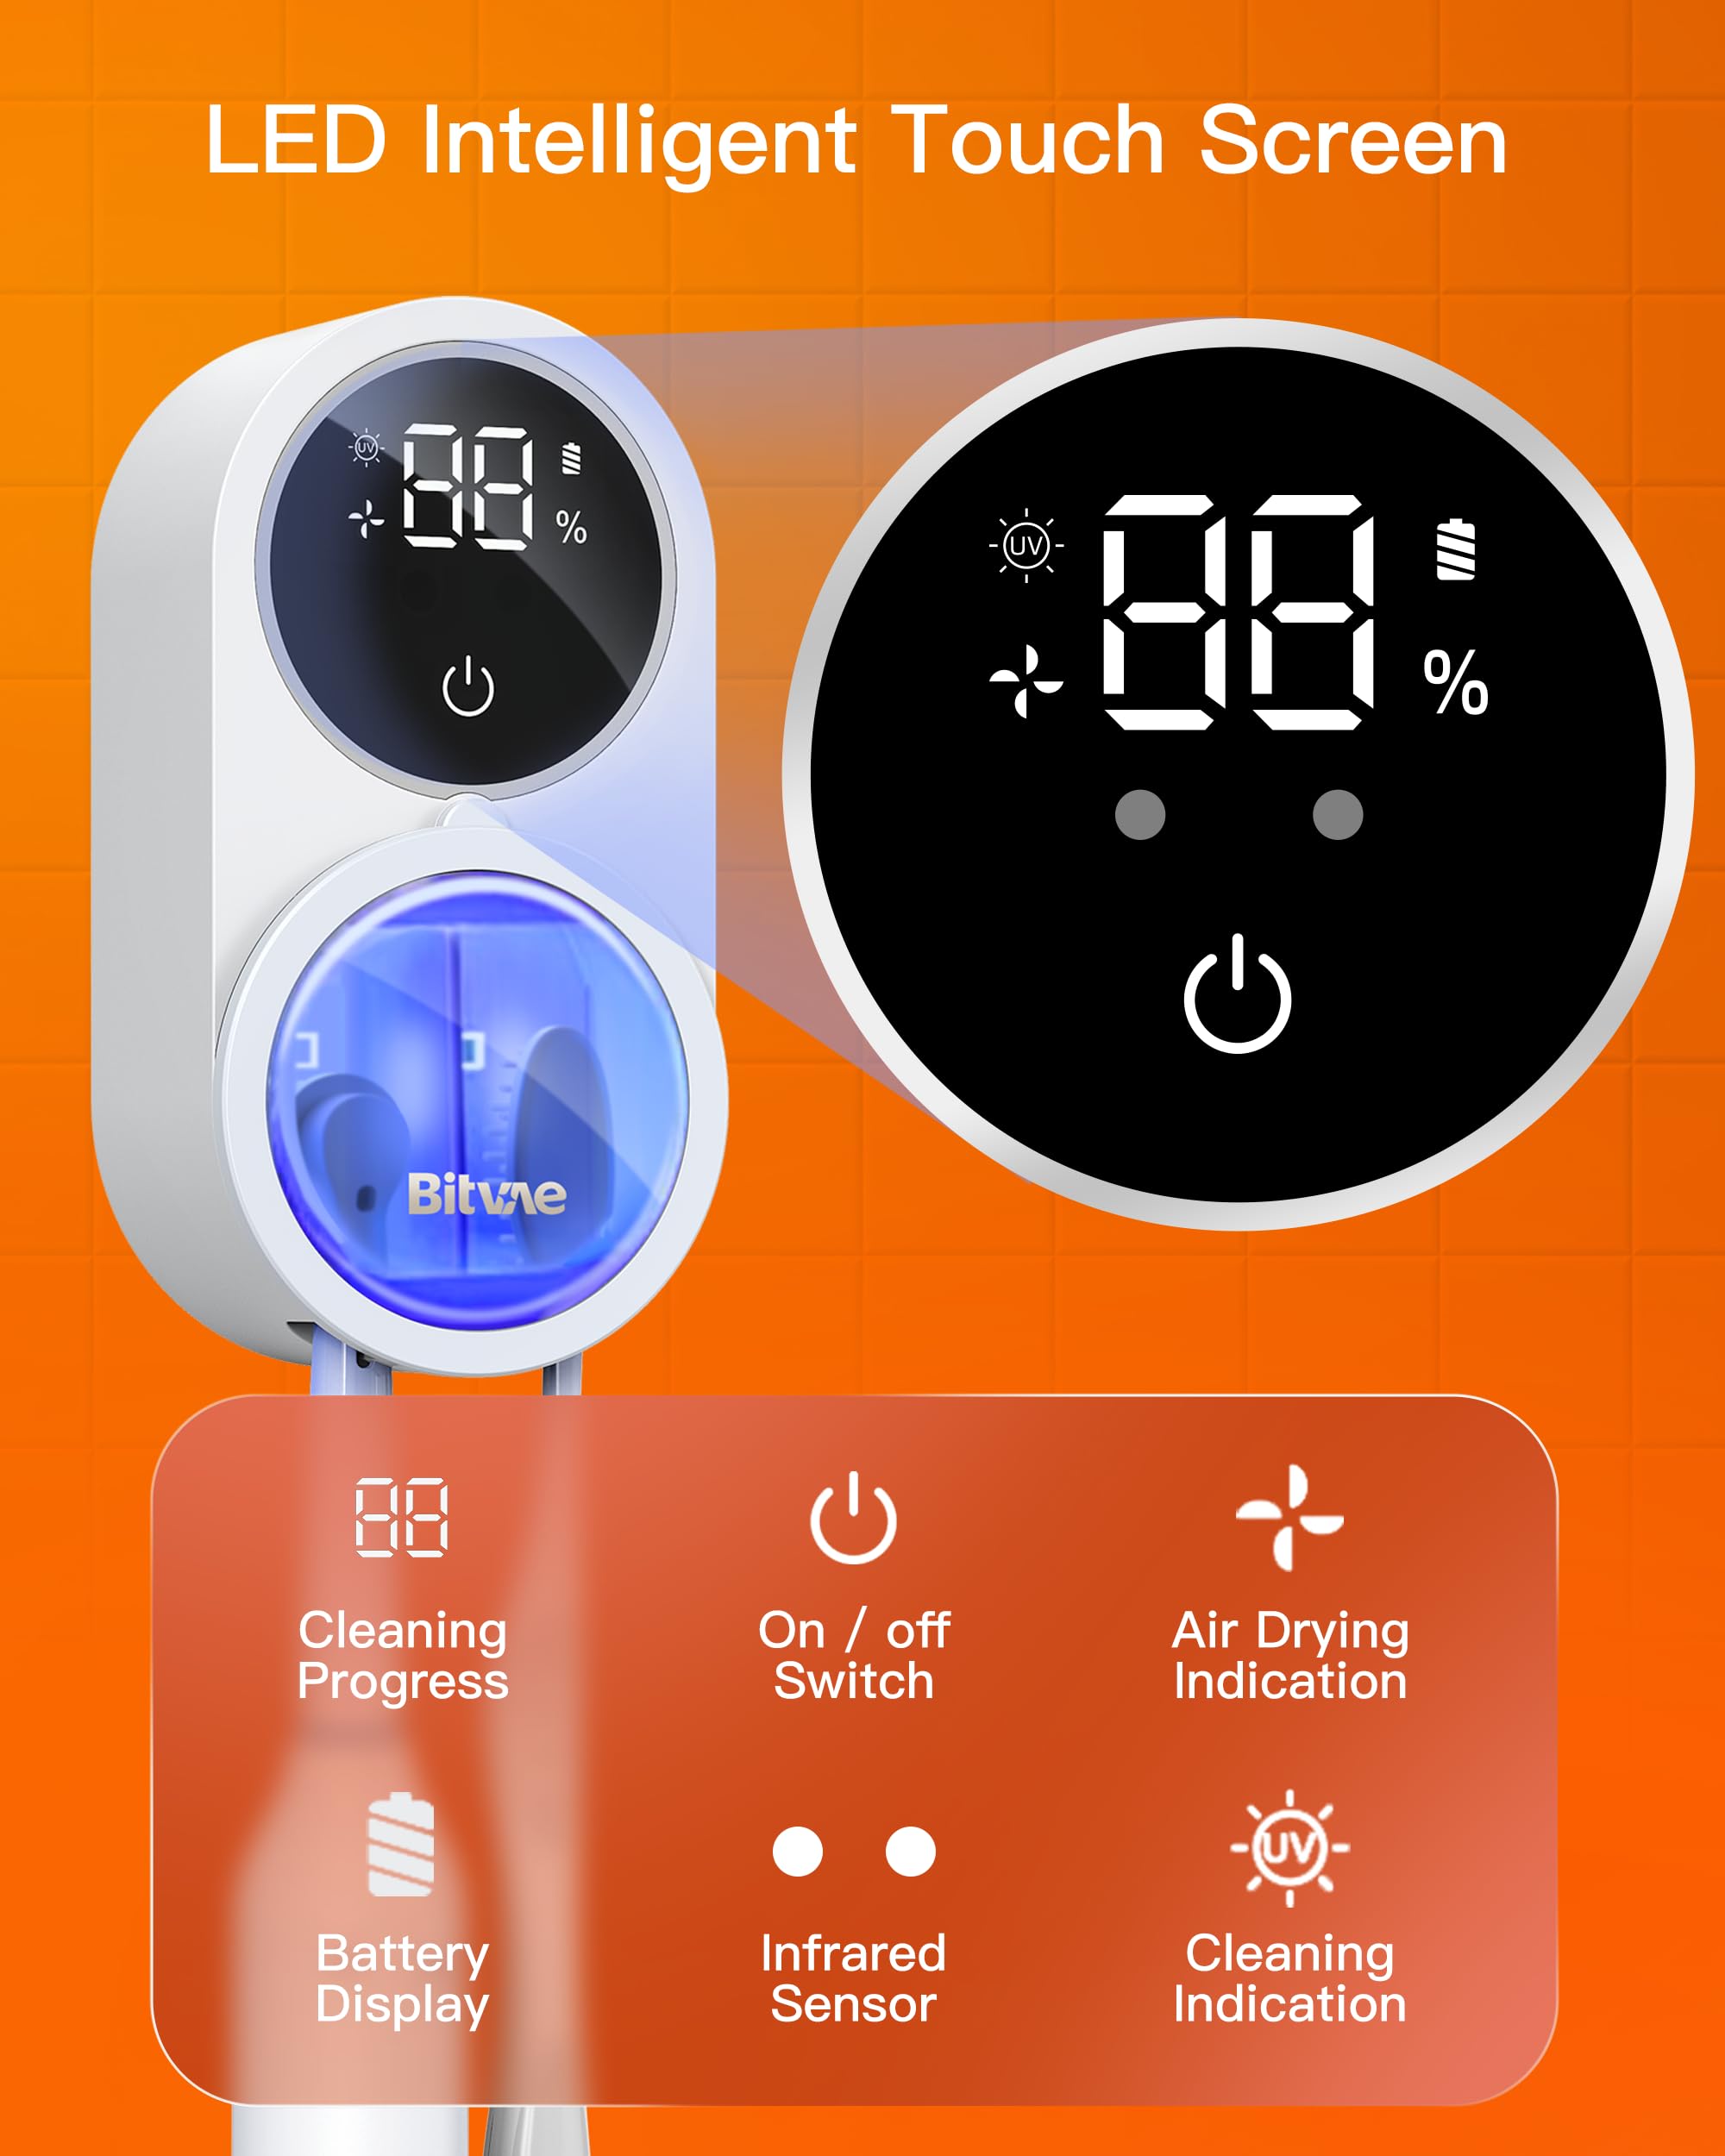 LED Intelligent Touch Screen
UV 88
%
UV 88
%
Bitvae
88
Cleaning
Progress
On / off
Switch
Air Drying
Indication
Battery
Display
Infrared
Sensor
UV
Cleaning
Indication